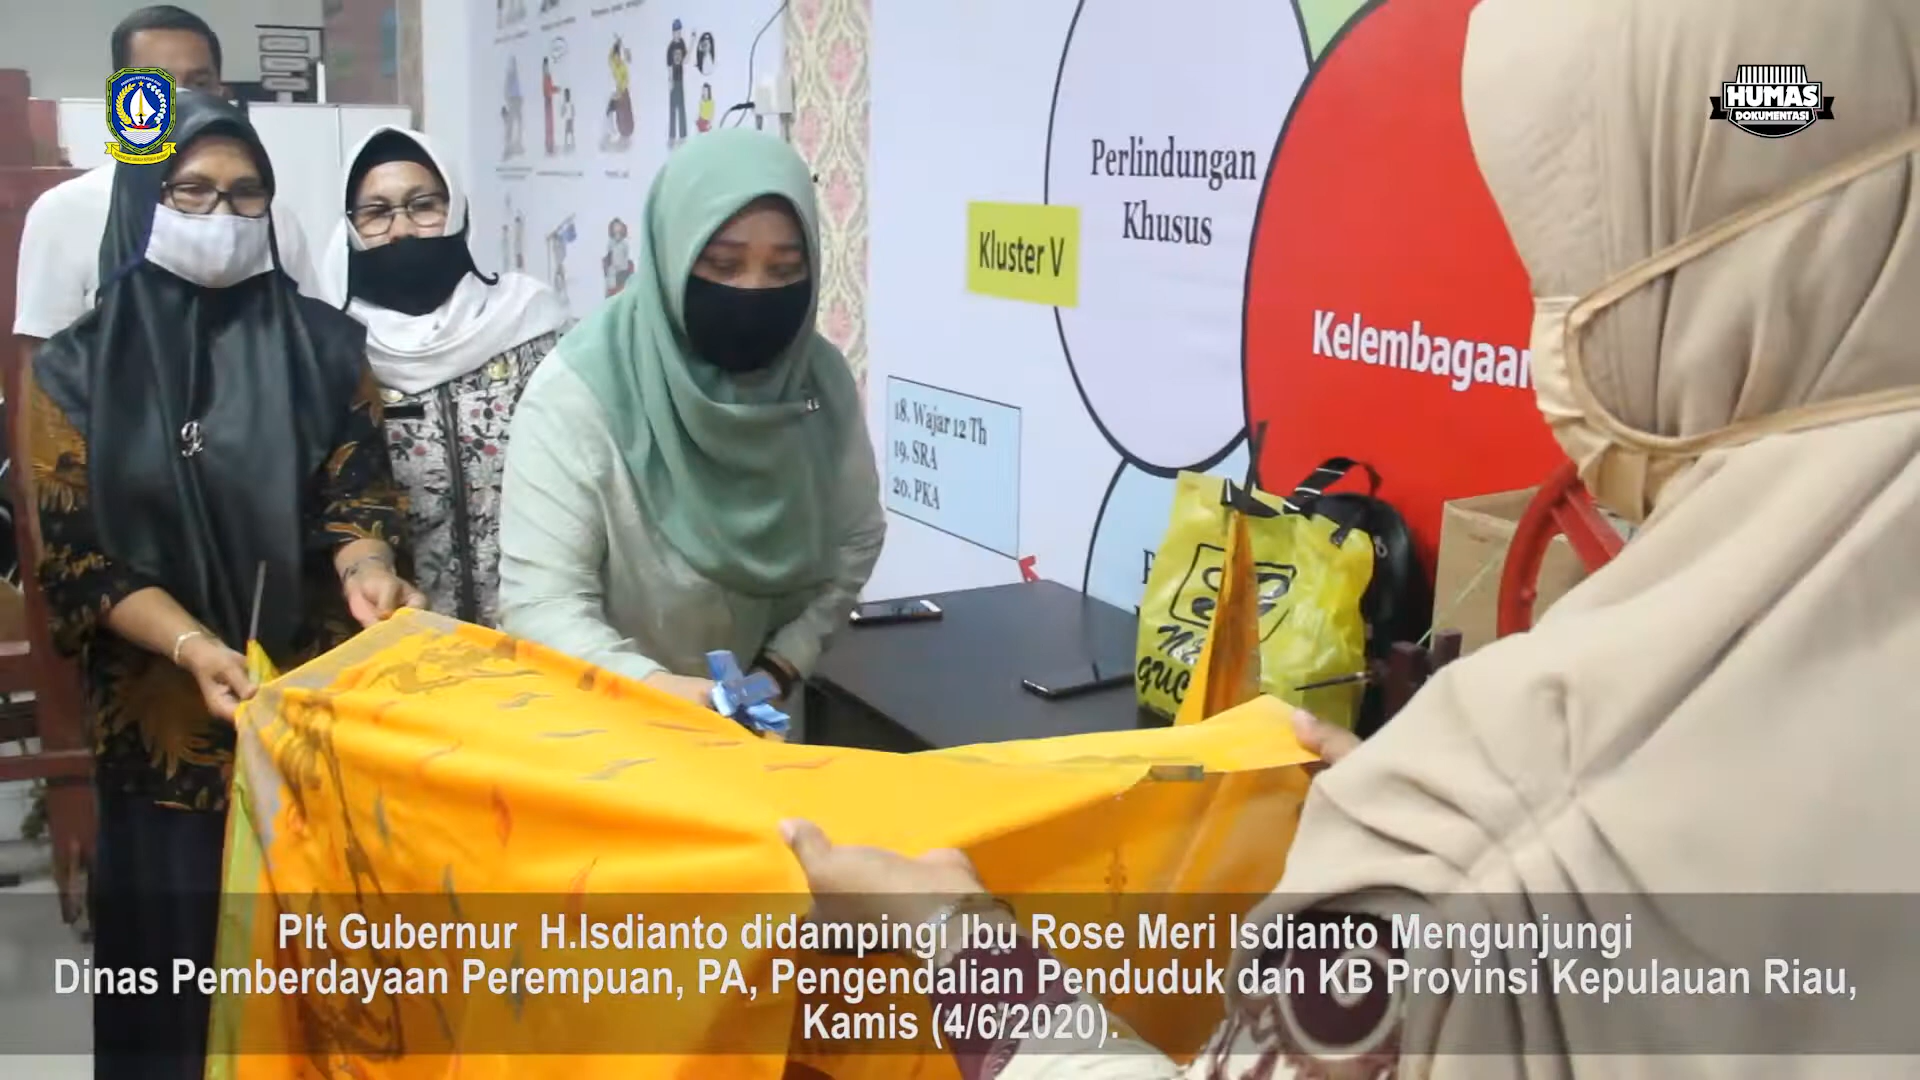 HUMAS
DOKUMENTASI
Perlindungan
Khusus
Kluster V
Kelembagaan
18. Wajar 12 Th
19. SRA
20. PKA
GUC
Plt Gubernur H.Isdianto didampingi Ibu Rose Meri Isdianto Mengunjungi
Dinas Pemberdayaan Perempuan, PA, Pengendalian Penduduk dan KB Provinsi Kepulauan Riau,
Kamis (4/6/2020).